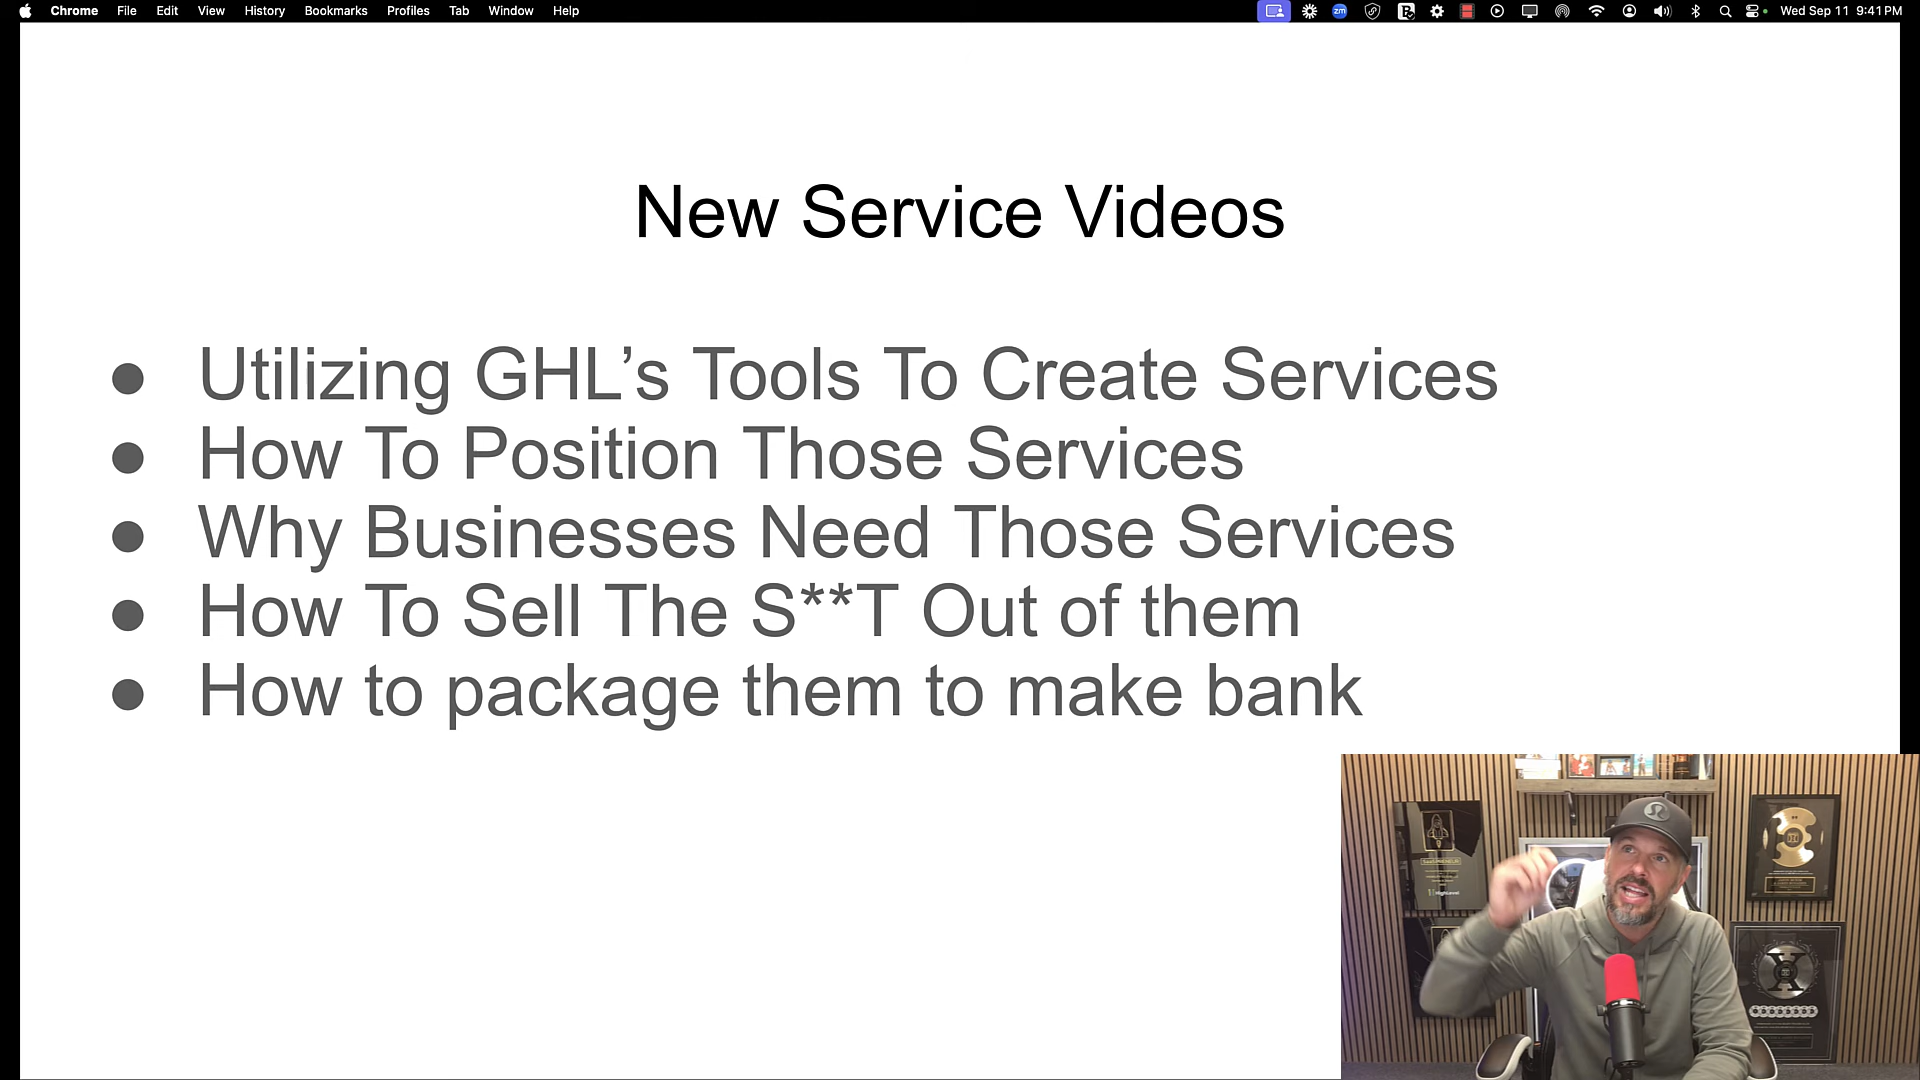 Chrome File Edit View History Bookmarks Profiles Tab Window Help
zm
Wed Sep 11 9:41 PM
New Service Videos
● Utilizing GHL’s Tools To Create Services
● How To Position Those Services
● Why Businesses Need Those Services
● How To Sell The S**T Out of them
● How to package them to make bank
HighLevel
X